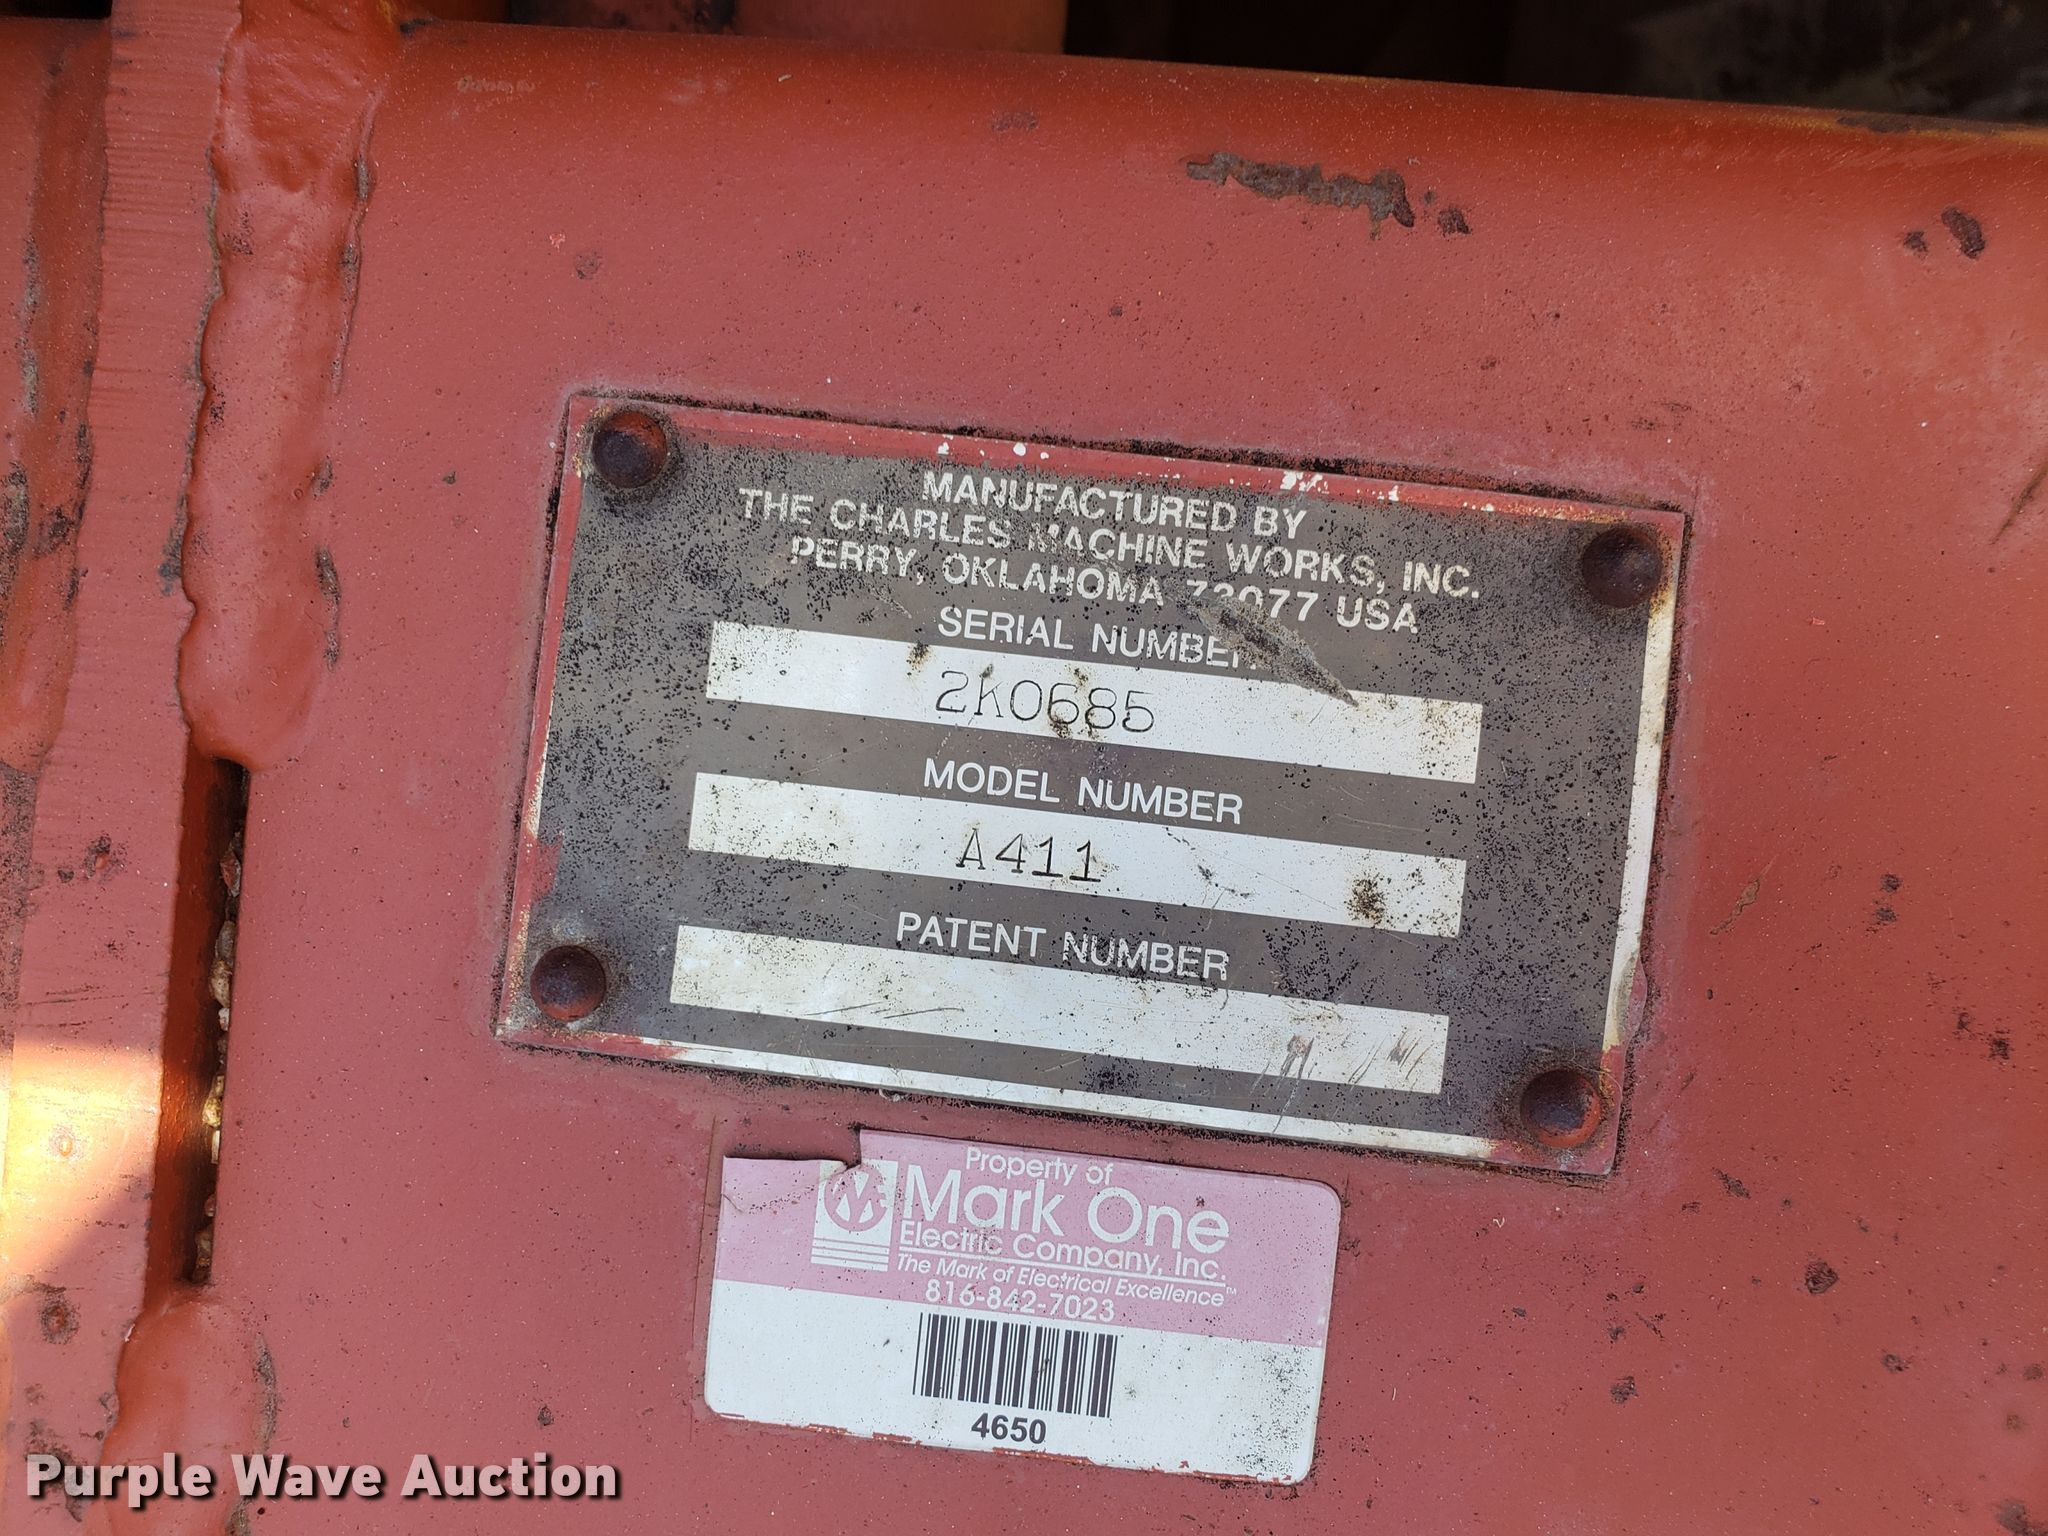 MANUFACTURED BY
THE CHARLES MACHINE WORKS, INC.
PERRY, OKLAHOMA 73077 USA
SERIAL NUMBER
2K0685
MODEL NUMBER
A411
PATENT NUMBER
Property of
Mark One
Electric Company, Inc.
The Mark of Electrical Excellence™
816-842-7023
4650
Purple Wave Auction